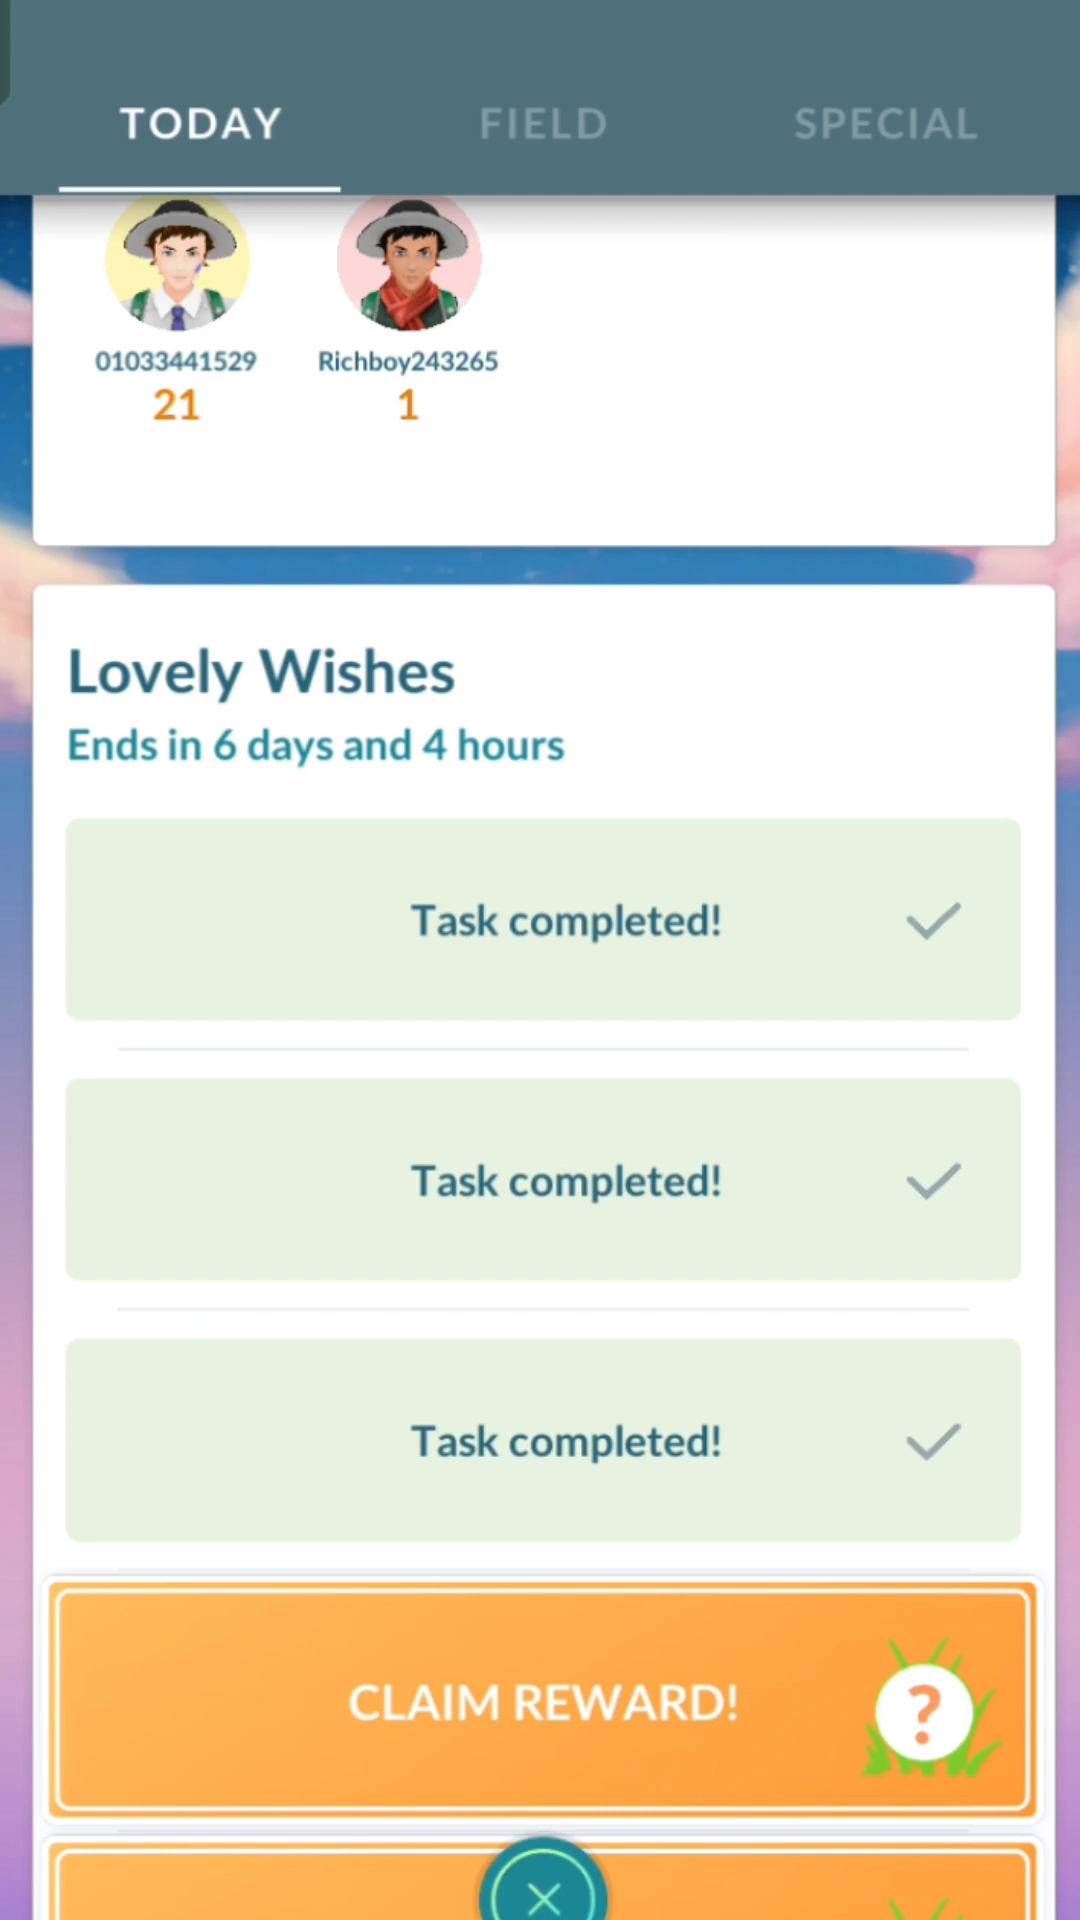 TODAY FIELD SPECIAL
01033441529 Richboy243265
21 1
Lovely Wishes
Ends in 6 days and 4 hours
Task completed!
Task completed!
Task completed!
CLAIM REWARD!
?